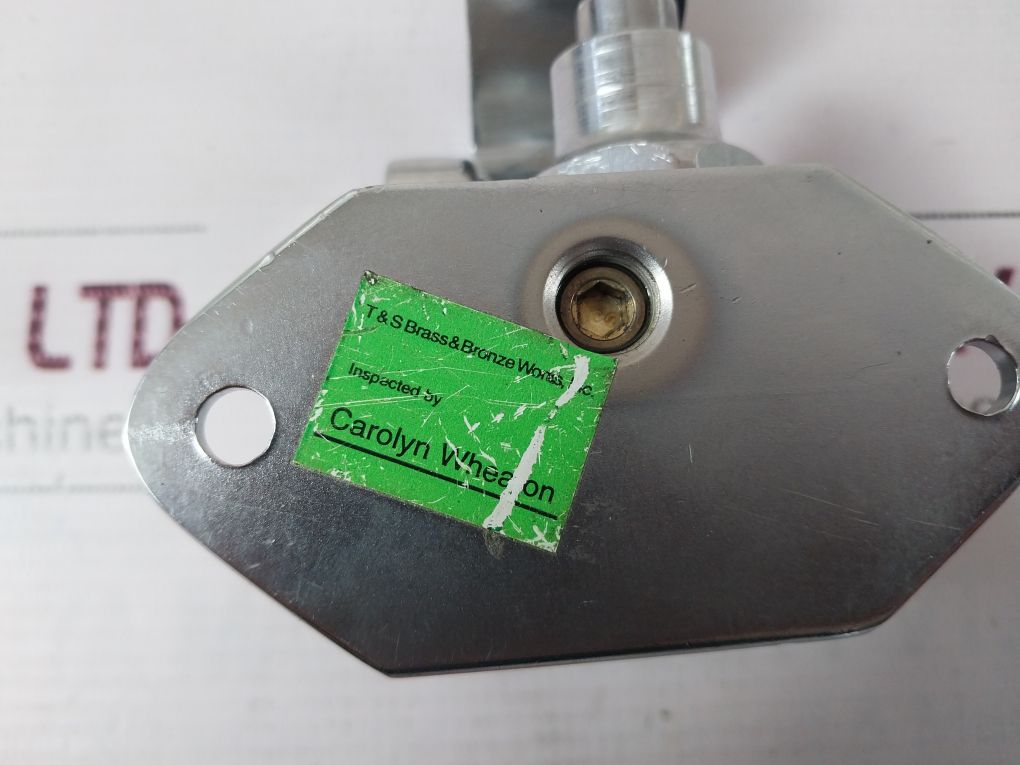 LTD
T & S Brass & Bronze Works, Inc.
Inspected by
Carolyn Wheaton